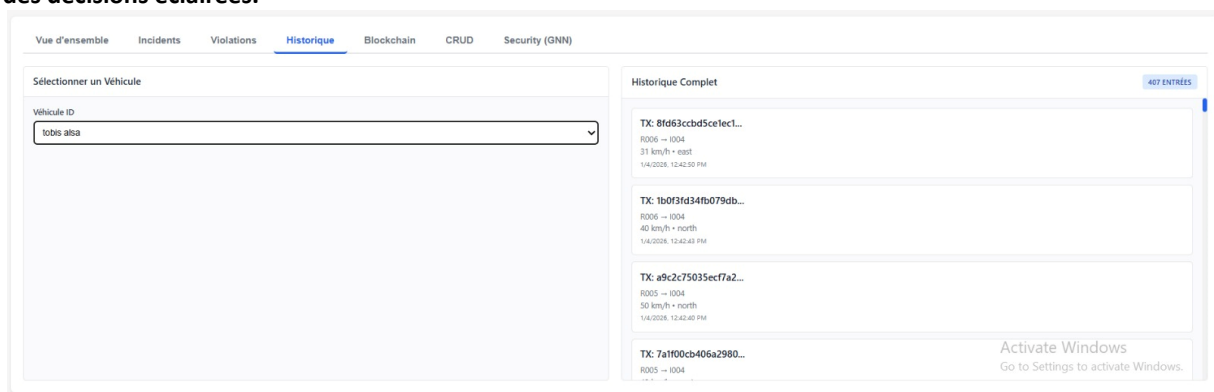 des décisions éclairées.
Vue d'ensemble Incidents Violations Historique Blockchain CRUD Security (GNN)
Sélectionner un Véhicule
Véhicule ID
tobis alsa
Historique Complet
407 ENTRÉES
TX: 8fd63ccbd5ce1ec1...
R006 → I004
31 km/h • east
1/4/2026, 12:42:50 PM
TX: 1b0f3fd34fb079db...
R006 → I004
40 km/h • north
1/4/2026, 12:42:43 PM
TX: a9c2c75035ecf7a2...
R005 → I004
50 km/h • north
1/4/2026, 12:42:40 PM
TX: 7a1f00cb406a2980...
R005 → I004
Activate Windows
Go to Settings to activate Windows.